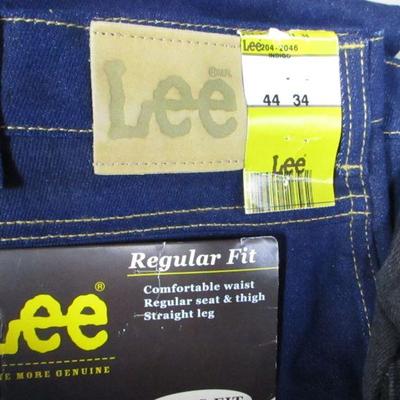 ®M.R.
Lee
Lee 204-2046
INDIGO
44 34
Lee
Regular Fit
Comfortable waist
Regular seat & thigh
Straight leg
Lee®
MORE GENUINE
FIT